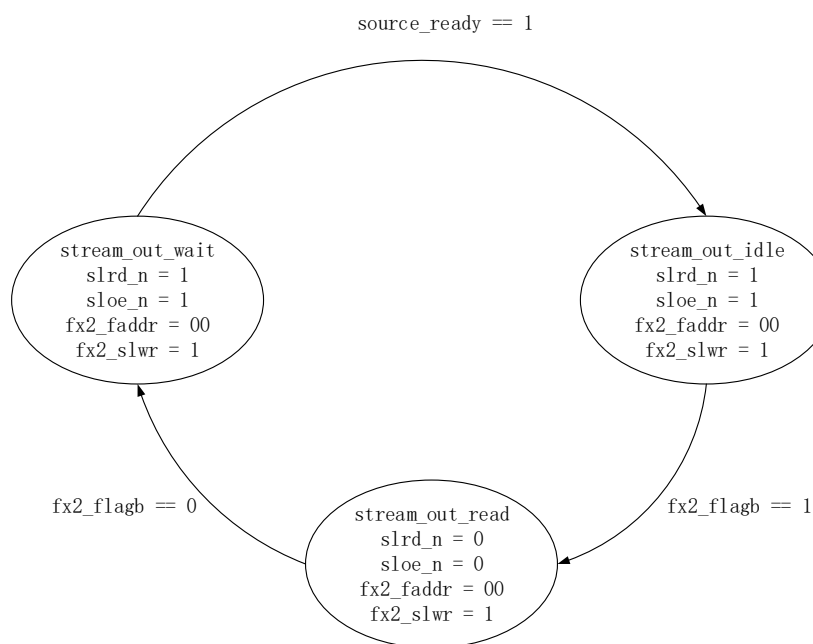 source_ready == 1
stream_out_wait
slrd_n = 1
sloe_n = 1
fx2_faddr = 00
fx2_slwr = 1
stream_out_idle
slrd_n = 1
sloe_n = 1
fx2_faddr = 00
fx2_slwr = 1
fx2_flagb == 0
fx2_flagb == 1
stream_out_read
slrd_n = 0
sloe_n = 0
fx2_faddr = 00
fx2_slwr = 1